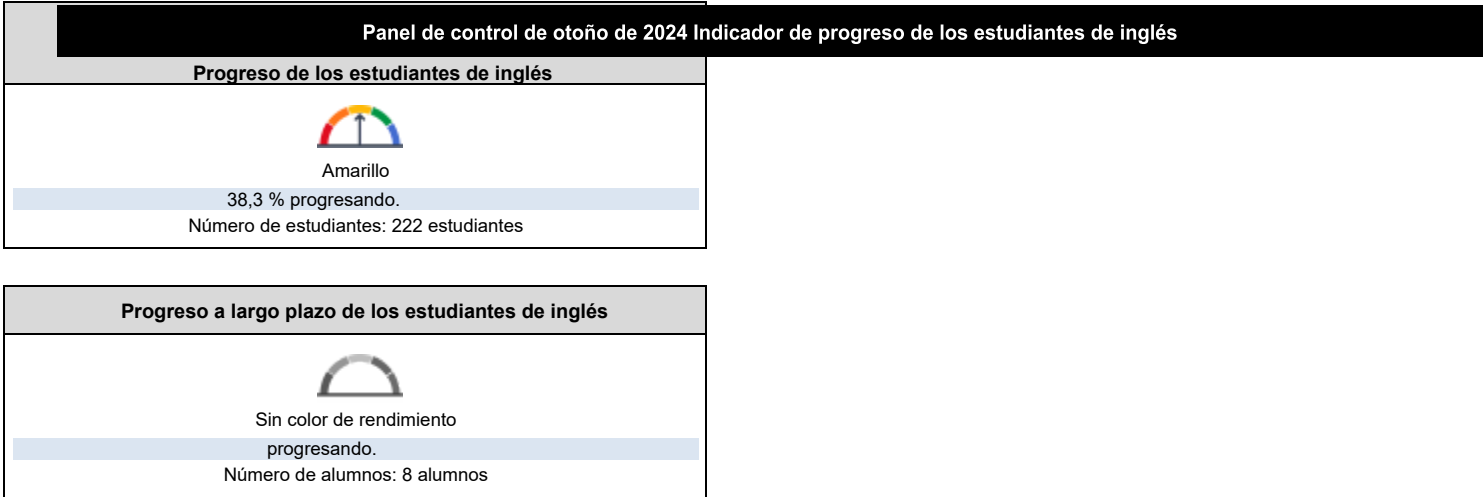 Panel de control de otoño de 2024 Indicador de progreso de los estudiantes de inglés
Progreso de los estudiantes de inglés
Amarillo
38,3 % progresando.
Número de estudiantes: 222 estudiantes
Progreso a largo plazo de los estudiantes de inglés
Sin color de rendimiento
progresando.
Número de alumnos: 8 alumnos